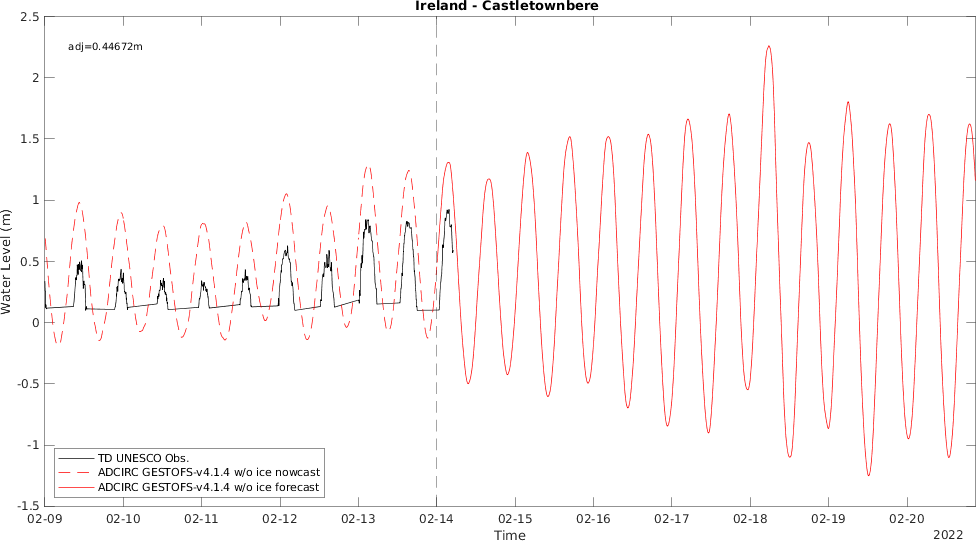 Ireland - Castletownbere
2.5
adj=0.44672m
2
1.5
1
0.5
0
-0.5
-1
-1.5
Water Level (m)
TD UNESCO Obs.
ADCIRC GESTOFS-v4.1.4 w/o ice nowcast
ADCIRC GESTOFS-v4.1.4 w/o ice forecast
02-09 02-10 02-11 02-12 02-13 02-14 02-15 02-16 02-17 02-18 02-19 02-20
Time
2022